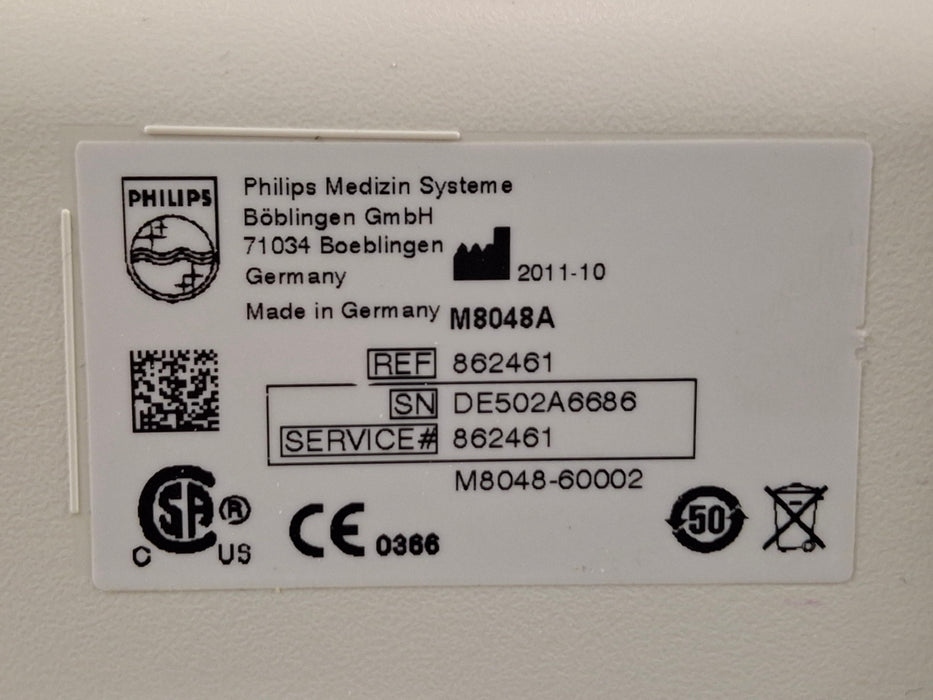 PHILIPS
Philips Medizin Systeme
Böblingen GmbH
71034 Boeblingen
Germany
2011-10
Made in Germany
M8048A
REF 862461
SN DE502A6686
SERVICE# 862461
M8048-60002
SA ®
C US
CE 0366
50